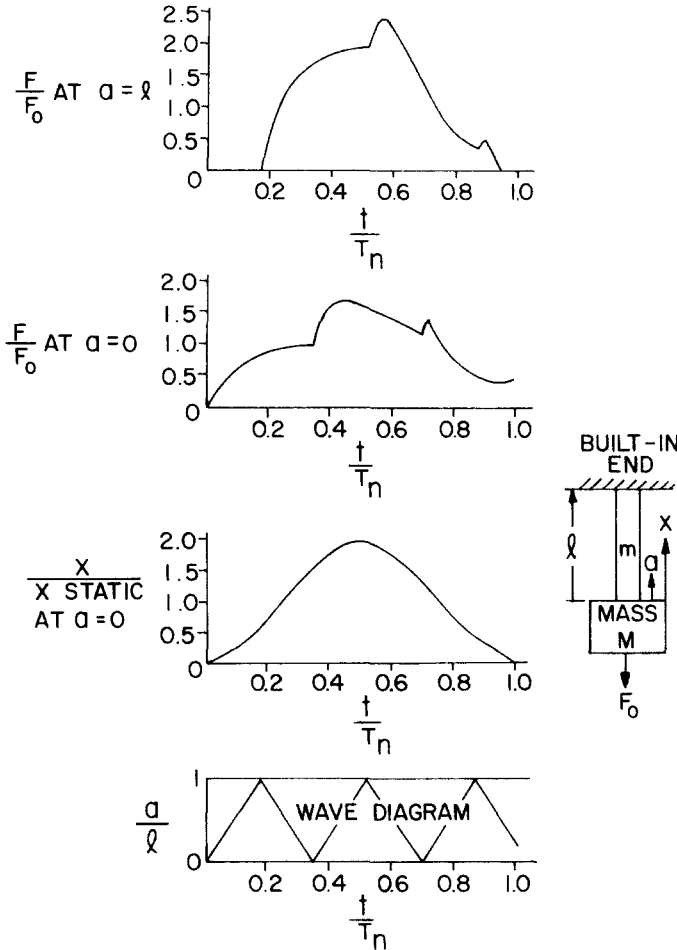 2.5
2.0
1.5
1.0
0.5
0
F/F₀ AT a = ℓ
0.2 0.4 0.6 0.8 1.0
t/Tₙ
2.0
1.5
1.0
0.5
0
F/F₀ AT a=0
0.2 0.4 0.6 0.8 1.0
t/Tₙ
2.0
1.5
1.0
0.5
0
X
X STATIC
AT a=0
0.2 0.4 0.6 0.8 1.0
t/Tₙ
BUILT-IN
END
ℓ
m
a
X
MASS
M
F₀
1
0
a/ℓ
WAVE DIAGRAM
0.2 0.4 0.6 0.8 1.0
t/Tₙ